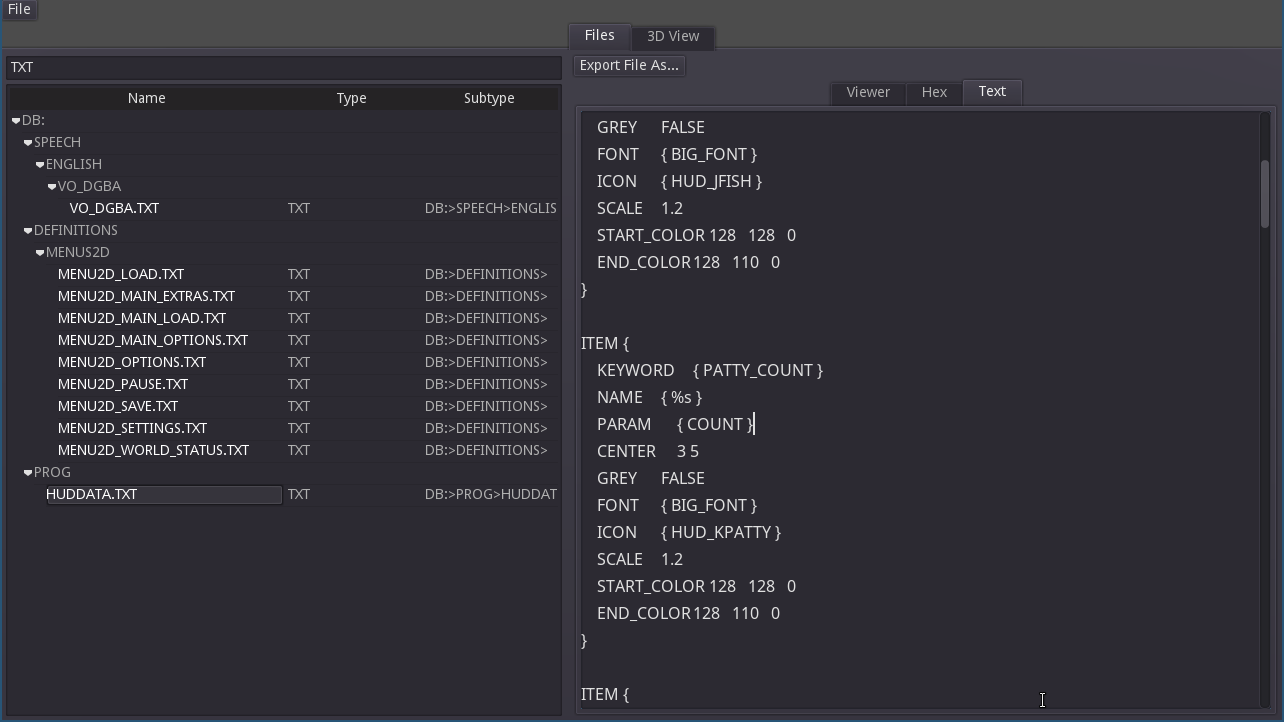 File
Files 3D View
TXT
Export File As...
Viewer Hex Text
Name Type Subtype
DB:
SPEECH
ENGLISH
VO_DGBA
VO_DGBA.TXT TXT DB:>SPEECH>ENGLIS
DEFINITIONS
MENUS2D
MENU2D_LOAD.TXT TXT DB:>DEFINITIONS>
MENU2D_MAIN_EXTRAS.TXT TXT DB:>DEFINITIONS>
MENU2D_MAIN_LOAD.TXT TXT DB:>DEFINITIONS>
MENU2D_MAIN_OPTIONS.TXT TXT DB:>DEFINITIONS>
MENU2D_OPTIONS.TXT TXT DB:>DEFINITIONS>
MENU2D_PAUSE.TXT TXT DB:>DEFINITIONS>
MENU2D_SAVE.TXT TXT DB:>DEFINITIONS>
MENU2D_SETTINGS.TXT TXT DB:>DEFINITIONS>
MENU2D_WORLD_STATUS.TXT TXT DB:>DEFINITIONS>
PROG
HUDDATA.TXT TXT DB:>PROG>HUDDAT
GREY FALSE
FONT { BIG_FONT }
ICON { HUD_JFISH }
SCALE 1.2
START_COLOR 128 128 0
END_COLOR 128 110 0
}
ITEM {
KEYWORD { PATTY_COUNT }
NAME { %s }
PARAM { COUNT }
CENTER 3 5
GREY FALSE
FONT { BIG_FONT }
ICON { HUD_KPATTY }
SCALE 1.2
START_COLOR 128 128 0
END_COLOR 128 110 0
}
ITEM {